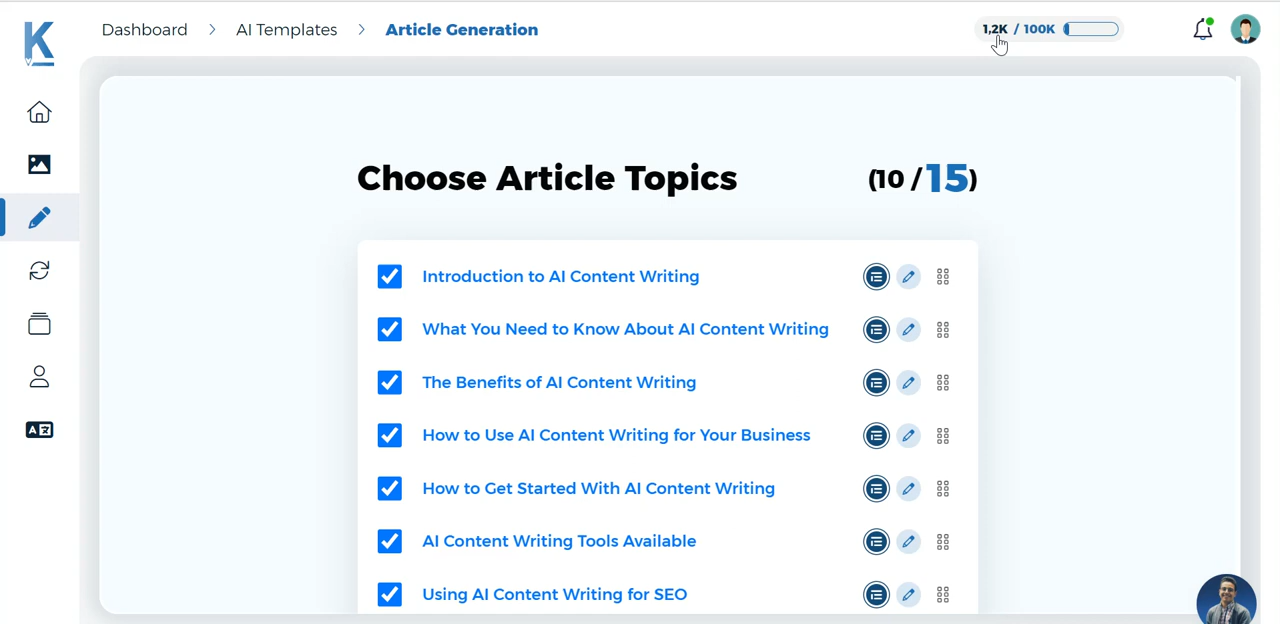 K
Dashboard > AI Templates > Article Generation
1,2K / 100K
Choose Article Topics (10 / 15)
Introduction to AI Content Writing
What You Need to Know About AI Content Writing
The Benefits of AI Content Writing
How to Use AI Content Writing for Your Business
How to Get Started With AI Content Writing
AI Content Writing Tools Available
Using AI Content Writing for SEO